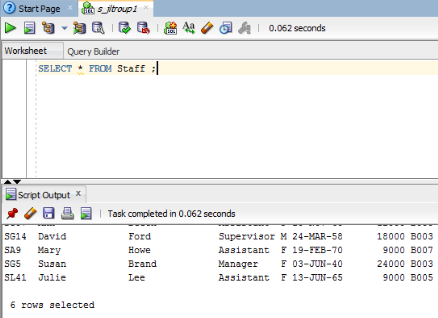 Start Page
s_jltroup1
0.062 seconds
Worksheet Query Builder
SELECT * FROM Staff ;
Script Output
Task completed in 0.062 seconds
SG14 David Ford Supervisor M 24-MAR-58 18000 B003
SA9 Mary Howe Assistant F 19-FEB-70 9000 B007
SG5 Susan Brand Manager F 03-JUN-40 24000 B003
SL41 Julie Lee Assistant F 13-JUN-65 9000 B005
6 rows selected